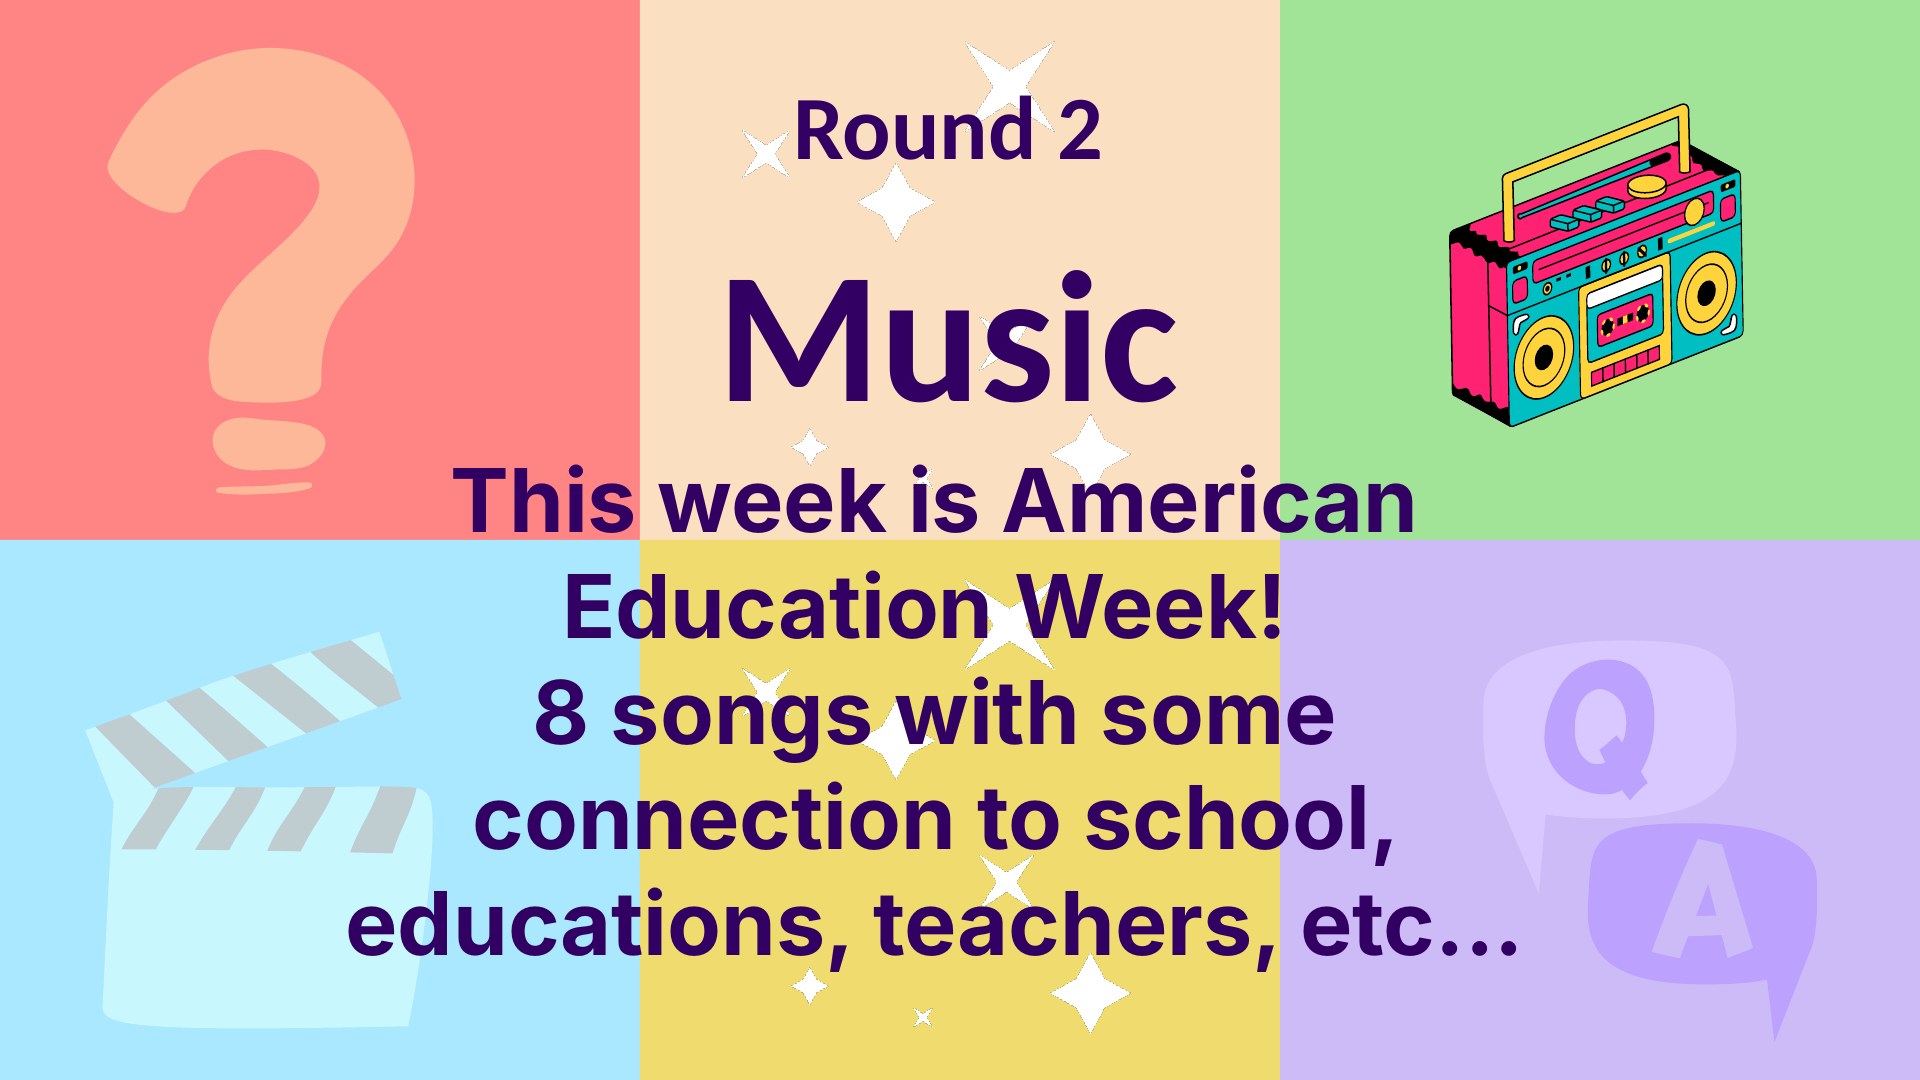 Round 2
Music
This week is American
Education Week!
8 songs with some
connection to school,
educations, teachers, etc...
Q
A